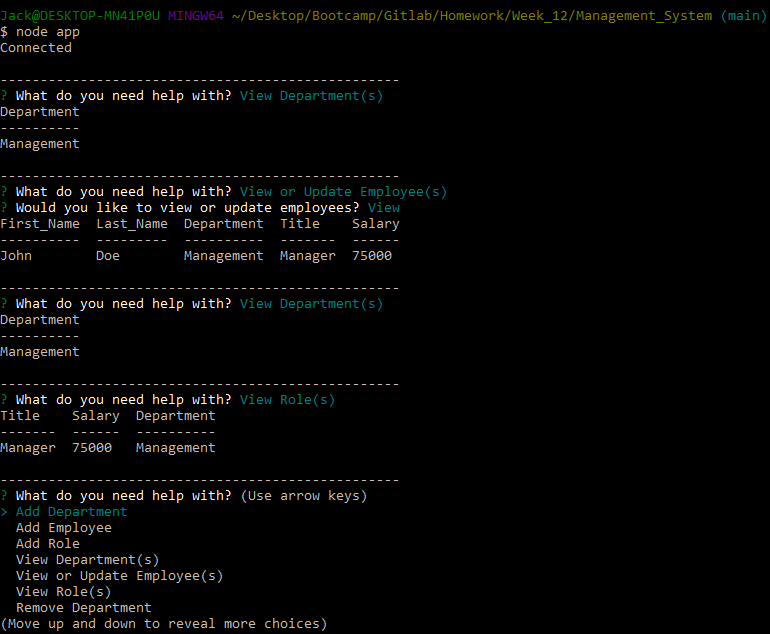 Jack@DESKTOP-MN41P0U MINGW64 ~/Desktop/Bootcamp/Gitlab/Homework/Week_12/Management_System (main)
$ node app
Connected
--------------------------------------------------
? What do you need help with? View Department(s)
Department
----------
Management
--------------------------------------------------
? What do you need help with? View or Update Employee(s)
? Would you like to view or update employees? View
First_Name  Last_Name  Department  Title    Salary
----------  ---------  ----------  -------  ------
John        Doe        Management  Manager  75000
--------------------------------------------------
? What do you need help with? View Department(s)
Department
----------
Management
--------------------------------------------------
? What do you need help with? View Role(s)
Title    Salary  Department
-------  ------  ----------
Manager  75000   Management
--------------------------------------------------
? What do you need help with? (Use arrow keys)
> Add Department
  Add Employee
  Add Role
  View Department(s)
  View or Update Employee(s)
  View Role(s)
  Remove Department
(Move up and down to reveal more choices)